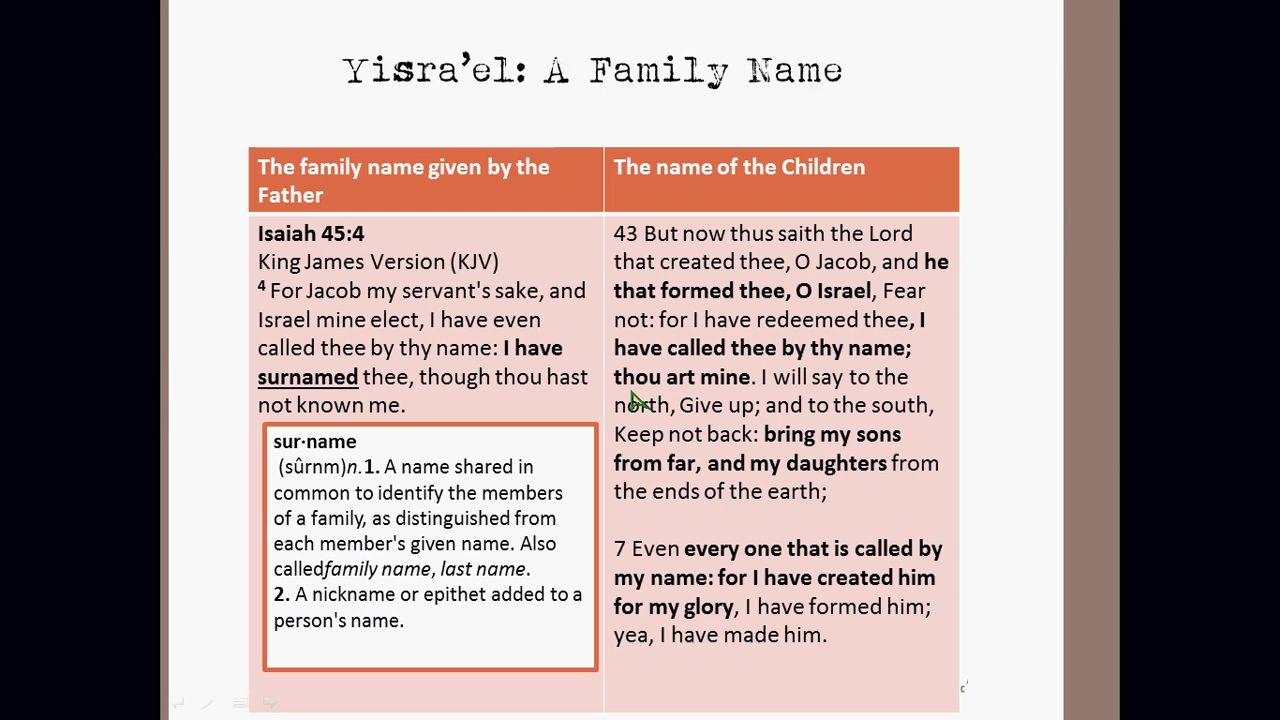 Yisra'el: A Family Name
The family name given by the
Father
The name of the Children
Isaiah 45:4
King James Version (KJV)
4 For Jacob my servant's sake, and
Israel mine elect, I have even
called thee by thy name: I have
surnamed thee, though thou hast
not known me.
sur·name
(sûrnm)n.1. A name shared in
common to identify the members
of a family, as distinguished from
each member's given name. Also
calledfamily name, last name.
2. A nickname or epithet added to a
person's name.
43 But now thus saith the Lord
that created thee, O Jacob, and he
that formed thee, O Israel, Fear
not: for I have redeemed thee, I
have called thee by thy name;
thou art mine. I will say to the
north, Give up; and to the south,
Keep not back: bring my sons
from far, and my daughters from
the ends of the earth;
7 Even every one that is called by
my name: for I have created him
for my glory, I have formed him;
yea, I have made him.